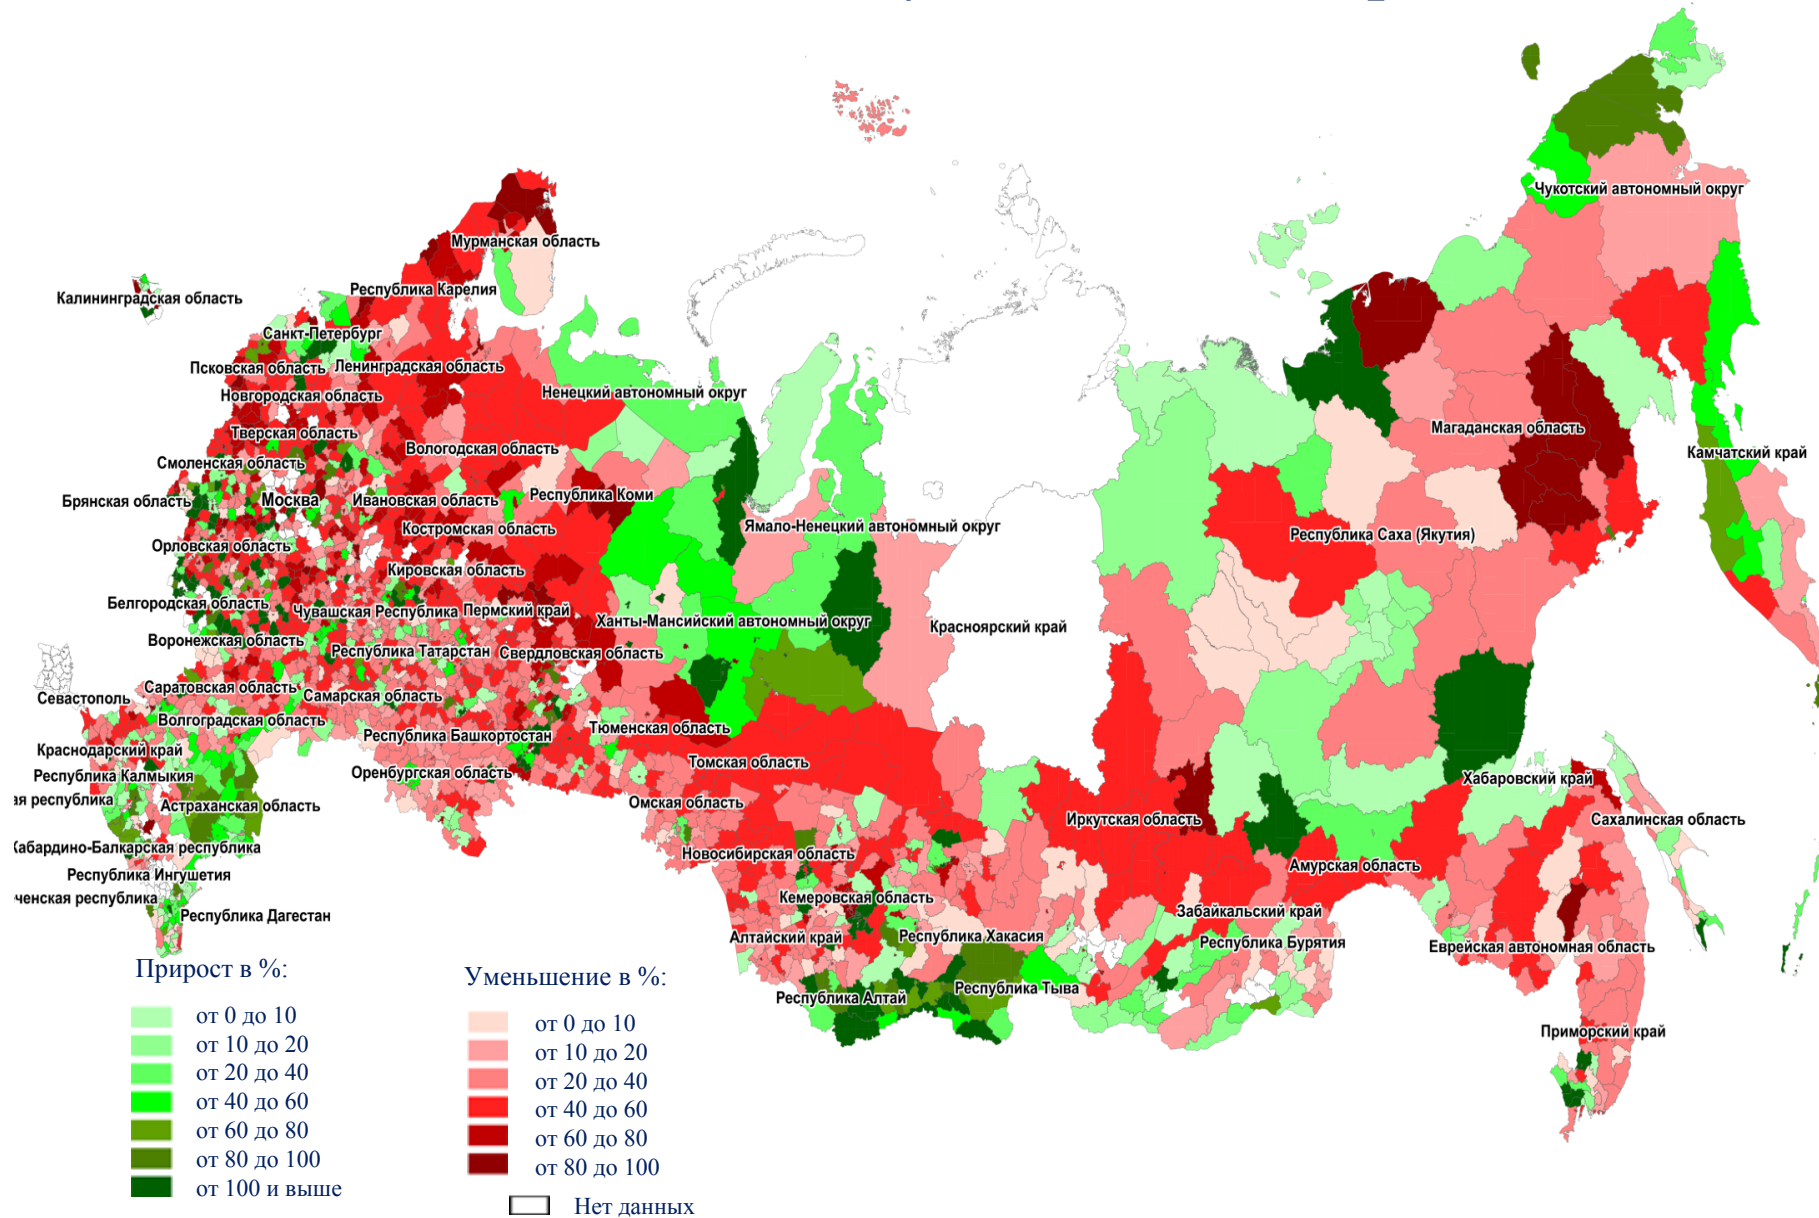 Чукотский автономный округ
Мурманская область
Республика Карелия
Калининградская область
Санкт-Петербург
Псковская область
Ленинградская область
Ненецкий автономный округ
Новгородская область
Тверская область
Магаданская область
Вологодская область
Камчатский край
Смоленская область
Республика Коми
Брянская область
Москва
Ивановская область
Ямало-Ненецкий автономный округ
Костромская область
Республика Саха (Якутия)
Орловская область
Кировская область
Белгородская область
Чувашская Республика
Пермский край
Ханты-Мансийский автономный округ
Красноярский край
Воронежская область
Республика Татарстан
Свердловская область
Саратовская область
Самарская область
Севастополь
Волгоградская область
Тюменская область
Республика Башкортостан
Краснодарский край
Томская область
Республика Калмыкия
Оренбургская область
Хабаровский край
ая республика
Астраханская область
Омская область
Иркутская область
Сахалинская область
Кабардино-Балкарская республика
Новосибирская область
Амурская область
Республика Ингушетия
ченская республика
Кемеровская область
Республика Дагестан
Забайкальский край
Алтайский край
Республика Хакасия
Республика Бурятия
Еврейская автономная область
Республика Алтай
Республика Тыва
Приморский край
Прирост в %:
от 0 до 10
от 10 до 20
от 20 до 40
от 40 до 60
от 60 до 80
от 80 до 100
от 100 и выше
Уменьшение в %:
от 0 до 10
от 10 до 20
от 20 до 40
от 40 до 60
от 60 до 80
от 80 до 100
Нет данных